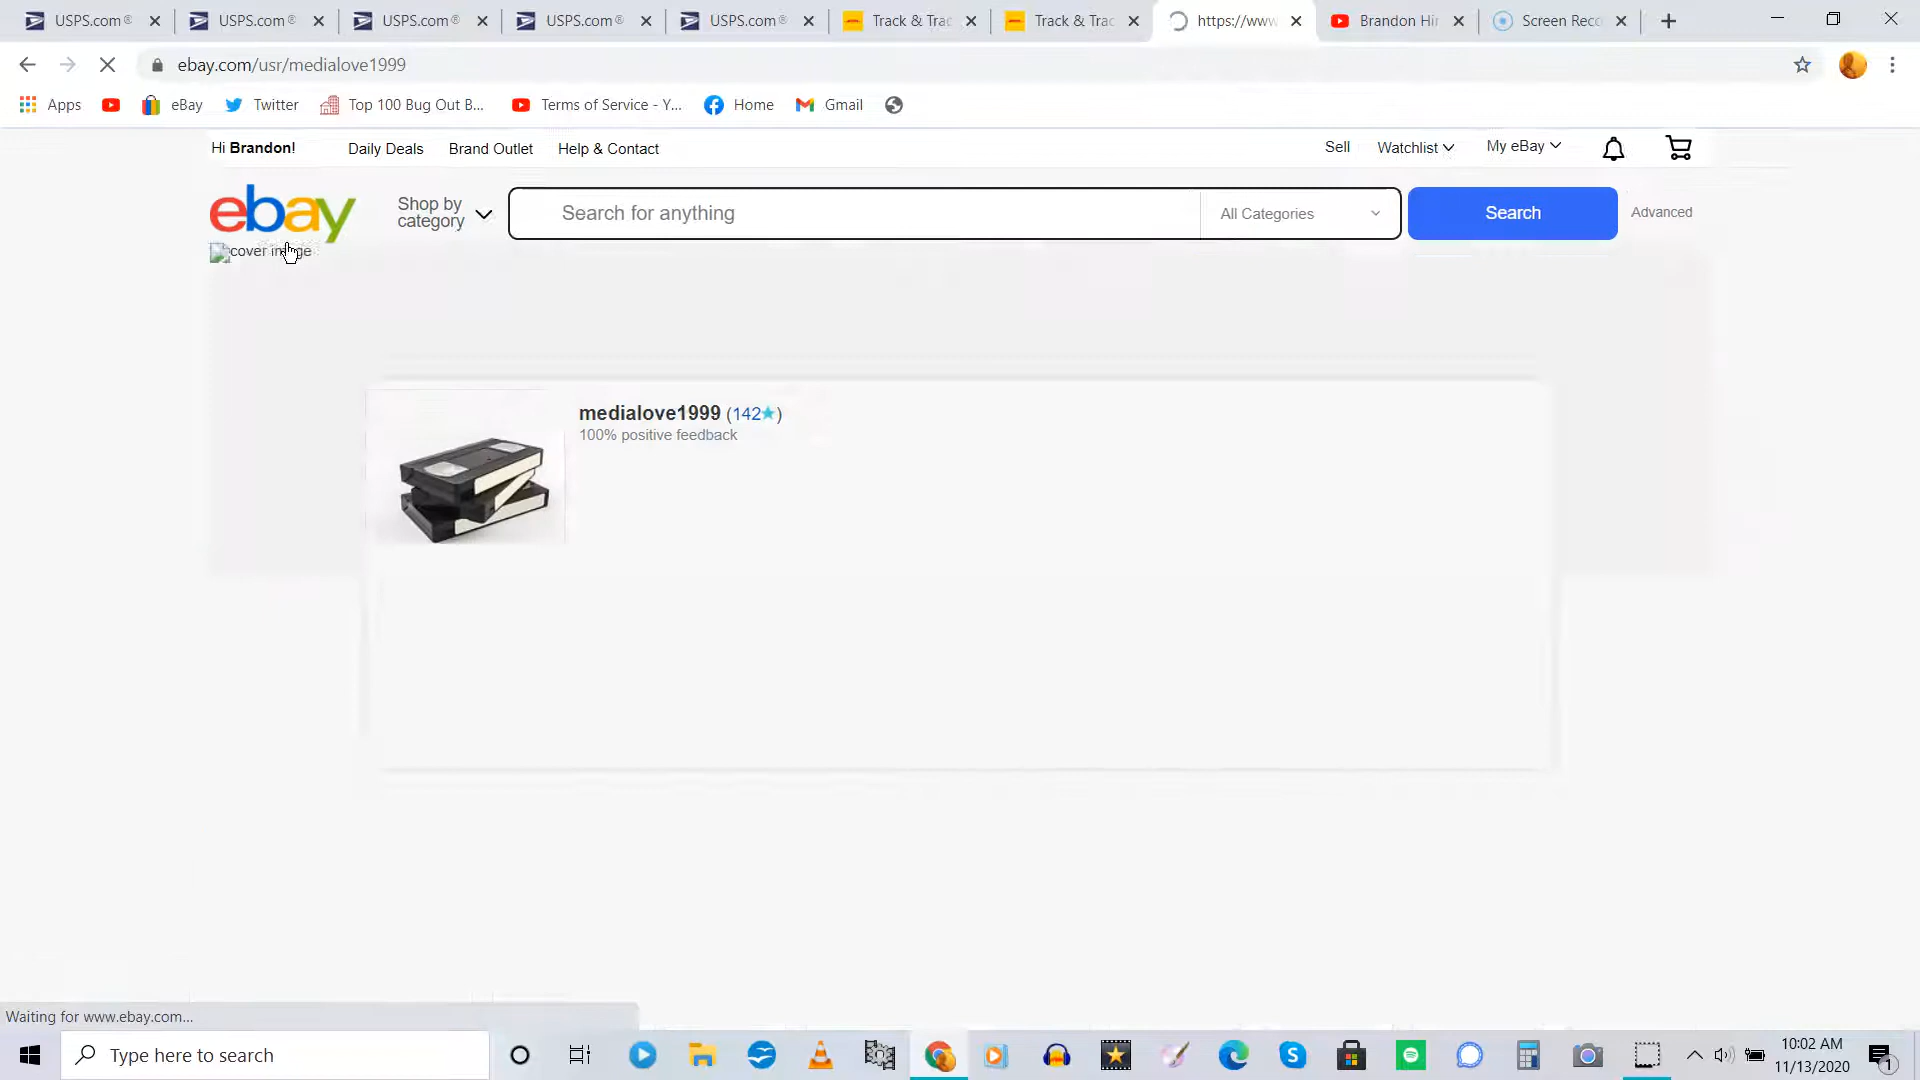 USPS.com® USPS.com® USPS.com® USPS.com® USPS.com® Track & Trac Track & Trac https://www Brandon Hir Screen Reco
ebay.com/usr/medialove1999
Apps eBay Twitter Top 100 Bug Out B... Terms of Service - Y... Home Gmail
Hi Brandon! Daily Deals Brand Outlet Help & Contact Sell Watchlist My eBay
ebay Shop by category Search for anything All Categories Search Advanced
cover image
medialove1999 (142★)
100% positive feedback
Waiting for www.ebay.com...
Type here to search
10:02 AM
11/13/2020
1